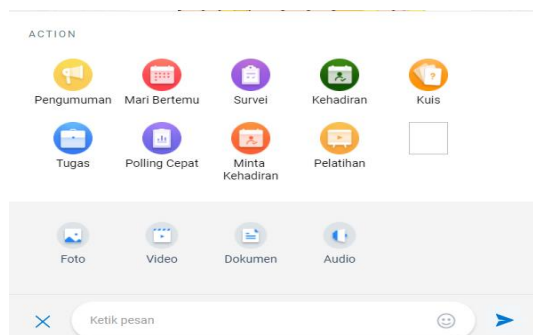 ACTION
Pengumuman Mari Bertemu Survei Kehadiran Kuis
Tugas Polling Cepat Minta Kehadiran Pelatihan
Foto Video Dokumen Audio
Ketik pesan